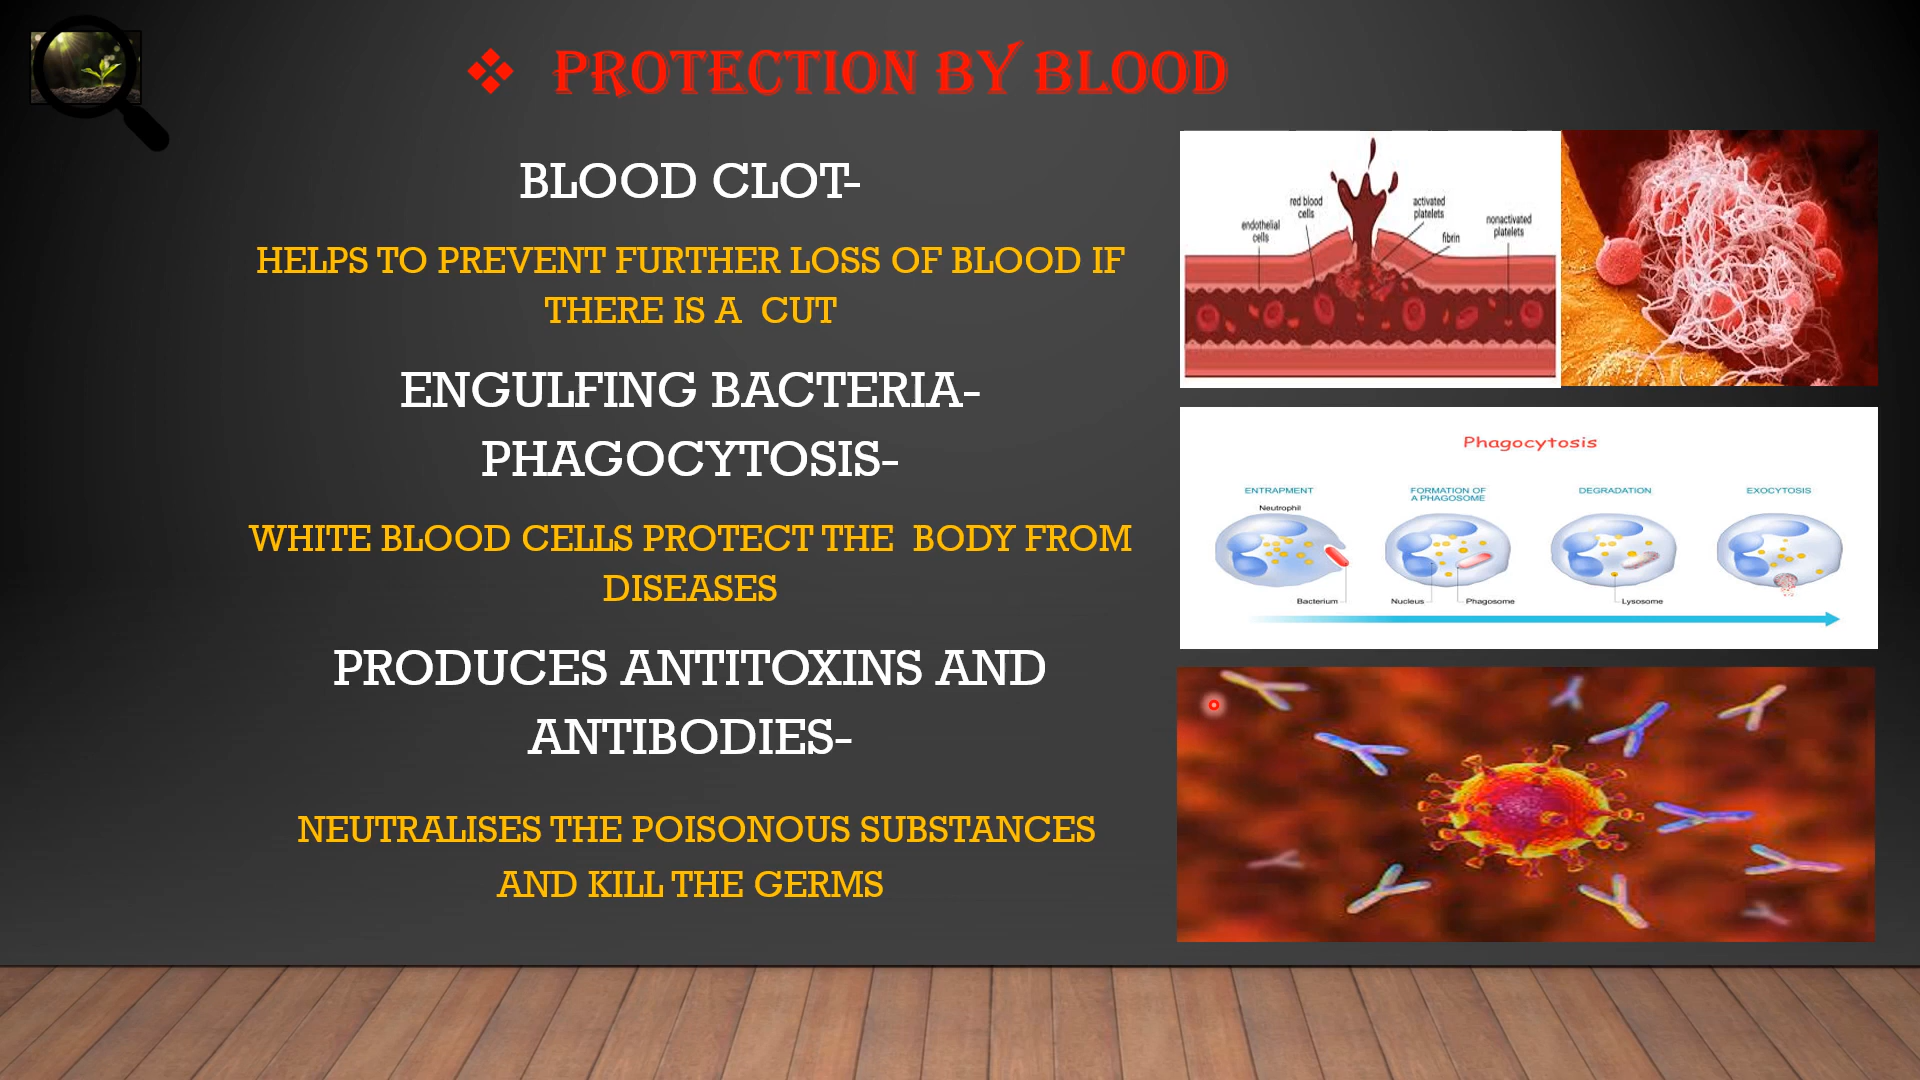 ❖ PROTECTION BY BLOOD
BLOOD CLOT-
HELPS TO PREVENT FURTHER LOSS OF BLOOD IF
THERE IS A CUT
ENGULFING BACTERIA-
PHAGOCYTOSIS-
WHITE BLOOD CELLS PROTECT THE BODY FROM
DISEASES
PRODUCES ANTITOXINS AND
ANTIBODIES-
NEUTRALISES THE POISONOUS SUBSTANCES
AND KILL THE GERMS
endothelial
cells
red blood
cells
activated
platelets
fibrin
nonactivated
platelets
Phagocytosis
ENTRAPMENT
FORMATION OF
A PHAGOSOME
DEGRADATION
EXOCYTOSIS
Neutrophil
Bacterium
Nucleus
Phagosome
Lysosome